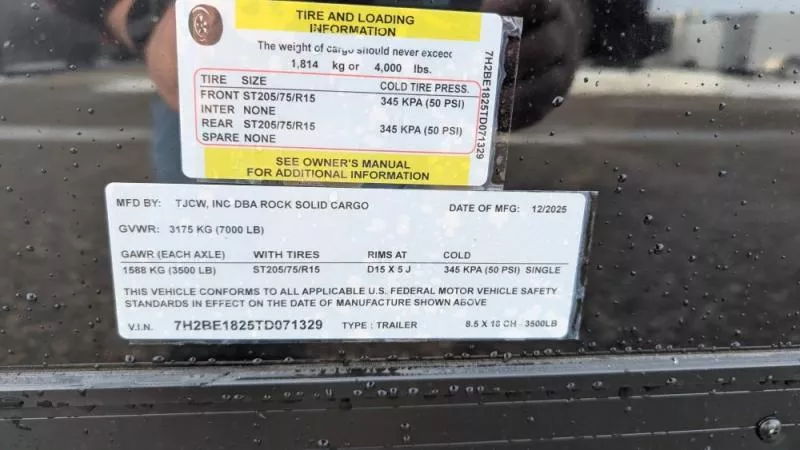 TIRE AND LOADING
INFORMATION
The weight of cargo should never exceed
1,814 kg or 4,000 lbs.
TIRE SIZE COLD TIRE PRESS.
FRONT ST205/75/R15 345 KPA (50 PSI)
INTER NONE
REAR ST205/75/R15 345 KPA (50 PSI)
SPARE NONE
SEE OWNER'S MANUAL
FOR ADDITIONAL INFORMATION
7H2BE1825TD071329
MFD BY: TJCW, INC DBA ROCK SOLID CARGO DATE OF MFG: 12/2025
GVWR: 3175 KG (7000 LB)
GAWR (EACH AXLE) WITH TIRES RIMS AT COLD
1588 KG (3500 LB) ST205/75/R15 D15 X 5 J 345 KPA (50 PSI) SINGLE
THIS VEHICLE CONFORMS TO ALL APPLICABLE U.S. FEDERAL MOTOR VEHICLE SAFETY
STANDARDS IN EFFECT ON THE DATE OF MANUFACTURE SHOWN ABOVE
V.I.N. 7H2BE1825TD071329 TYPE : TRAILER 8.5 X 18 CH - 3500LB